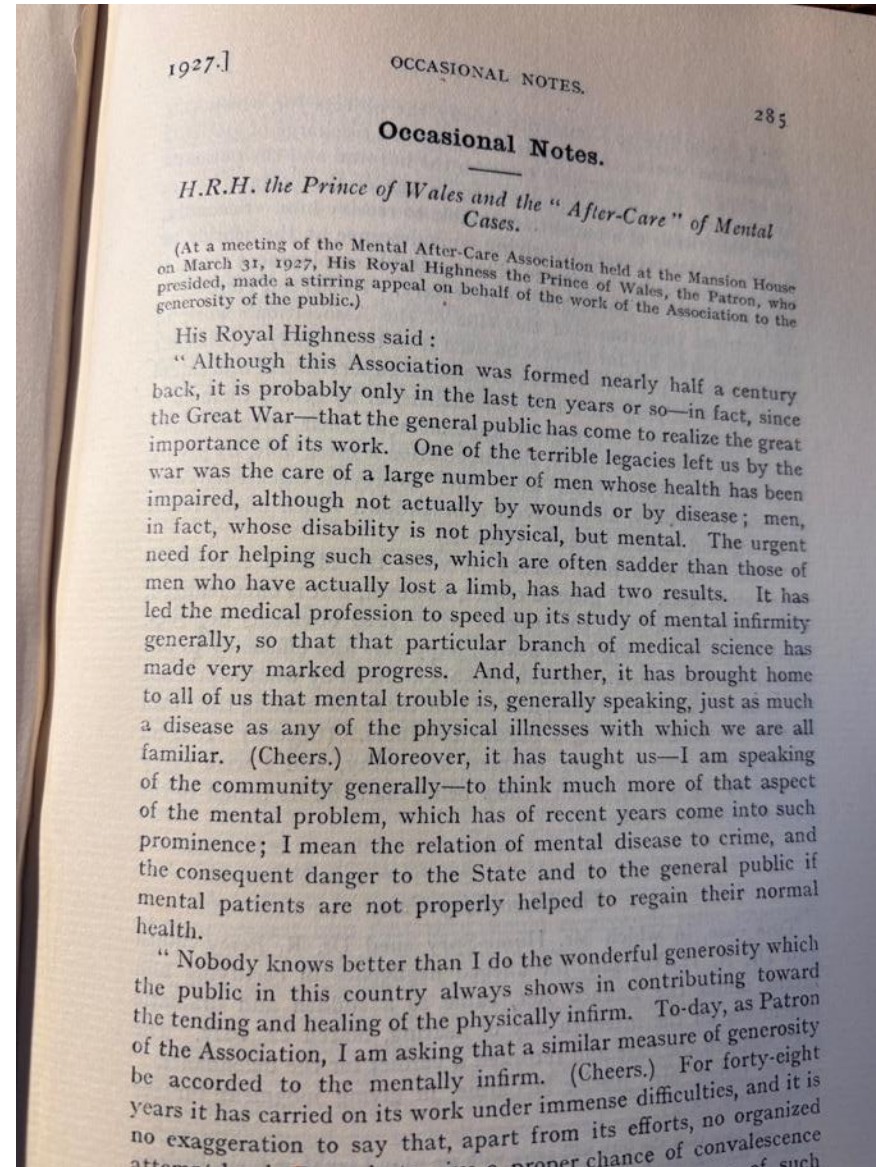 1927.]
OCCASIONAL NOTES.
285
Occasional Notes.
H.R.H. the Prince of Wales and the “ After-Care ” of Mental
Cases.
(At a meeting of the Mental After-Care Association held at the Mansion House
on March 31, 1927, His Royal Highness the Prince of Wales, the Patron, who
presided, made a stirring appeal on behalf of the work of the Association to the
generosity of the public.)
His Royal Highness said :
“ Although this Association was formed nearly half a century
back, it is probably only in the last ten years or so—in fact, since
the Great War—that the general public has come to realize the great
importance of its work. One of the terrible legacies left us by the
war was the care of a large number of men whose health has been
impaired, although not actually by wounds or by disease ; men,
in fact, whose disability is not physical, but mental. The urgent
need for helping such cases, which are often sadder than those of
men who have actually lost a limb, has had two results. It has
led the medical profession to speed up its study of mental infirmity
generally, so that that particular branch of medical science has
made very marked progress. And, further, it has brought home
to all of us that mental trouble is, generally speaking, just as much
a disease as any of the physical illnesses with which we are all
familiar. (Cheers.) Moreover, it has taught us—I am speaking
of the community generally—to think much more of that aspect
of the mental problem, which has of recent years come into such
prominence ; I mean the relation of mental disease to crime, and
the consequent danger to the State and to the general public if
mental patients are not properly helped to regain their normal
health.
“ Nobody knows better than I do the wonderful generosity which
the public in this country always shows in contributing toward
the tending and healing of the physically infirm. To-day, as Patron
of the Association, I am asking that a similar measure of generosity
be accorded to the mentally infirm. (Cheers.) For forty-eight
years it has carried on its work under immense difficulties, and it is
no exaggeration to say that, apart from its efforts, no organized
proper chance of convalescence
of such